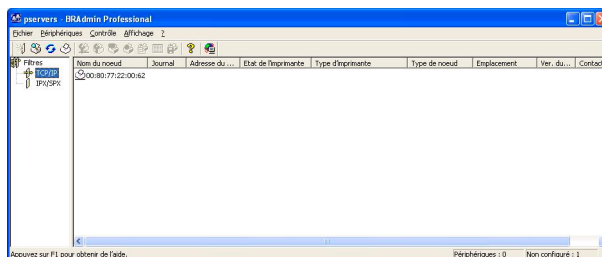 pservers - BRAdmin Professional
Fichier Périphériques Contrôle Affichage ?
Filtres
TCP/IP
IPX/SPX
Nom du noeud Journal Adresse du ... Etat de l'imprimante Type d'imprimante Type de noeud Emplacement Ver. du... Contact
00:80:77:22:00:62
Appuyez sur F1 pour obtenir de l'aide. Périphériques : 0 Non configuré : 1